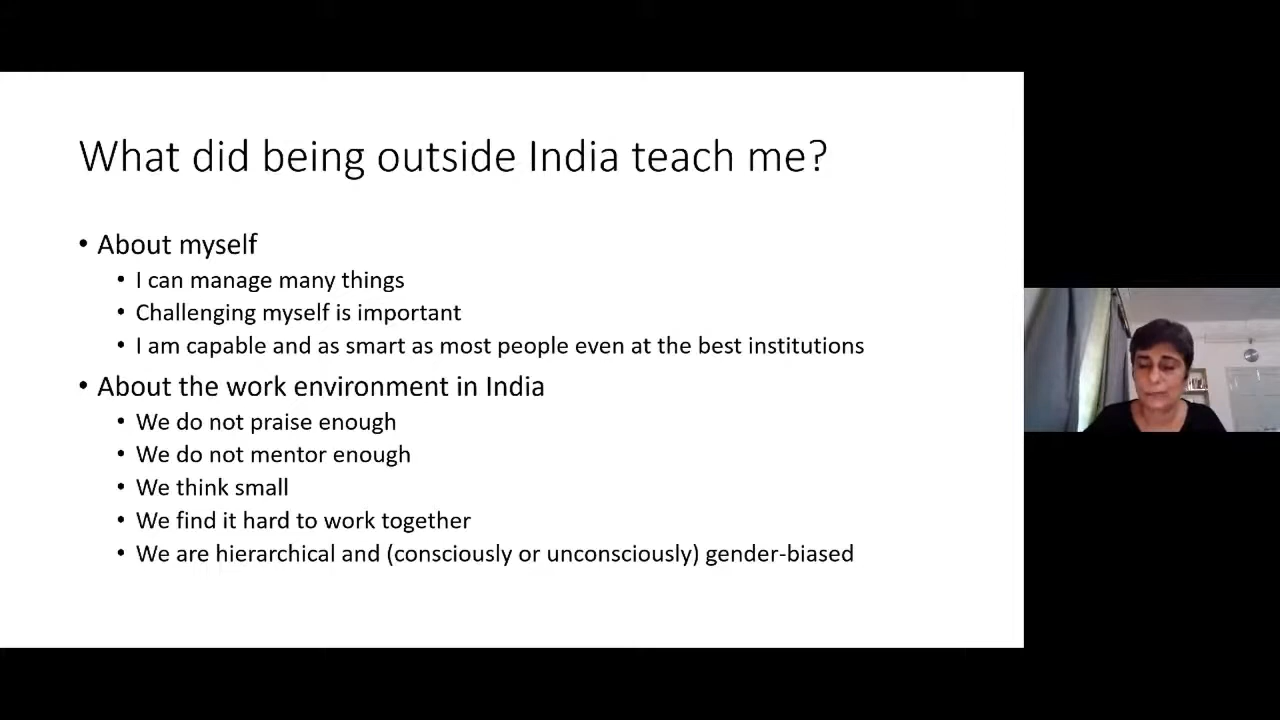 What did being outside India teach me?
• About myself
• I can manage many things
• Challenging myself is important
• I am capable and as smart as most people even at the best institutions
• About the work environment in India
• We do not praise enough
• We do not mentor enough
• We think small
• We find it hard to work together
• We are hierarchical and (consciously or unconsciously) gender-biased